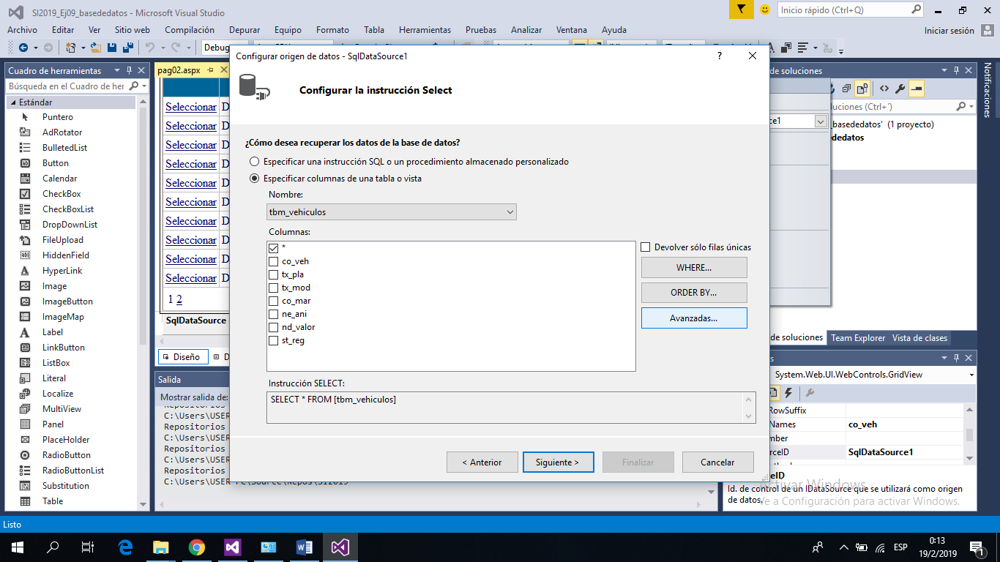 SI2019_Ej09_basededatos - Microsoft Visual Studio
Inicio rápido (Ctrl+Q)
Archivo Editar Ver Sitio web Compilación Depurar Equipo Formato Tabla Herramientas Pruebas Analizar Ventana Ayuda
Iniciar sesión
Debug
Cuadro de herramientas
Búsqueda en el Cuadro de her
Estándar
Puntero
AdRotator
BulletedList
Button
Calendar
CheckBox
CheckBoxList
DropDownList
FileUpload
HiddenField
HyperLink
Image
ImageButton
ImageMap
Label
LinkButton
ListBox
Literal
Localize
MultiView
Panel
PlaceHolder
RadioButton
RadioButtonList
Substitution
Table
pag02.aspx
Seleccionar D
Seleccionar D
Seleccionar D
Seleccionar D
Seleccionar D
Seleccionar D
Seleccionar D
Seleccionar D
Seleccionar D
Seleccionar D
1 2
SqlDataSource
Diseño D
Salida
Mostrar salida de:
Repositorios
C:\Users\USER
Repositorios
C:\Users\USER
Repositorios
C:\Users\USER
Repositorios
C:\Users\USER-PC\Source\Repos\SI2019
Configurar origen de datos - SqlDataSource1
?
Configurar la instrucción Select
¿Cómo desea recuperar los datos de la base de datos?
Especificar una instrucción SQL o un procedimiento almacenado personalizado
Especificar columnas de una tabla o vista
Nombre:
tbm_vehiculos
Columnas:
*
co_veh
tx_pla
tx_mod
co_mar
ne_ani
nd_valor
st_reg
Devolver sólo filas únicas
WHERE...
ORDER BY...
Avanzadas...
Instrucción SELECT:
SELECT * FROM [tbm_vehiculos]
< Anterior
Siguiente >
Finalizar
Cancelar
de soluciones
Notificaciones
luciones (Ctrl+´)
ce1
_basededatos' (1 proyecto)
ededatos
de soluciones Team Explorer Vista de clases
s
System.Web.UI.WebControls.GridView
RowSuffix
Names co_veh
mber
rceID SqlDataSource1
eID
Id. de control de un IDataSource que se utilizará como origen
de datos.
Activar Windows
Ve a Configuración para activar Windows.
Listo
ESP
0:13
19/2/2019
1